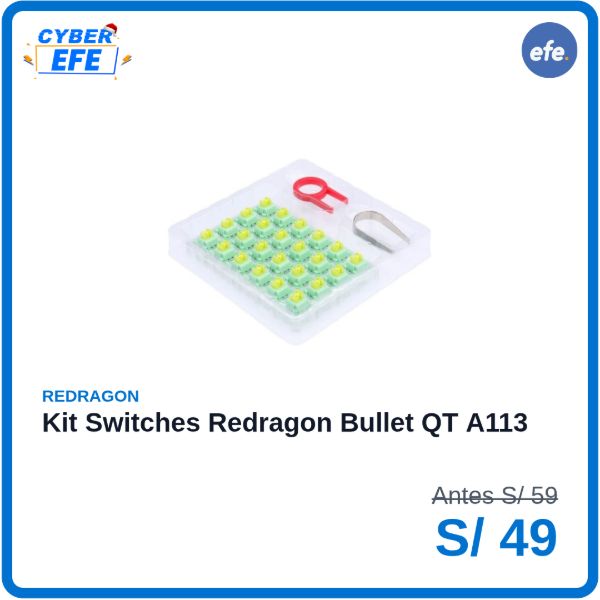 CYBER
EFE
efe.
REDRAGON
Kit Switches Redragon Bullet QT A113
Antes S/ 59
S/ 49